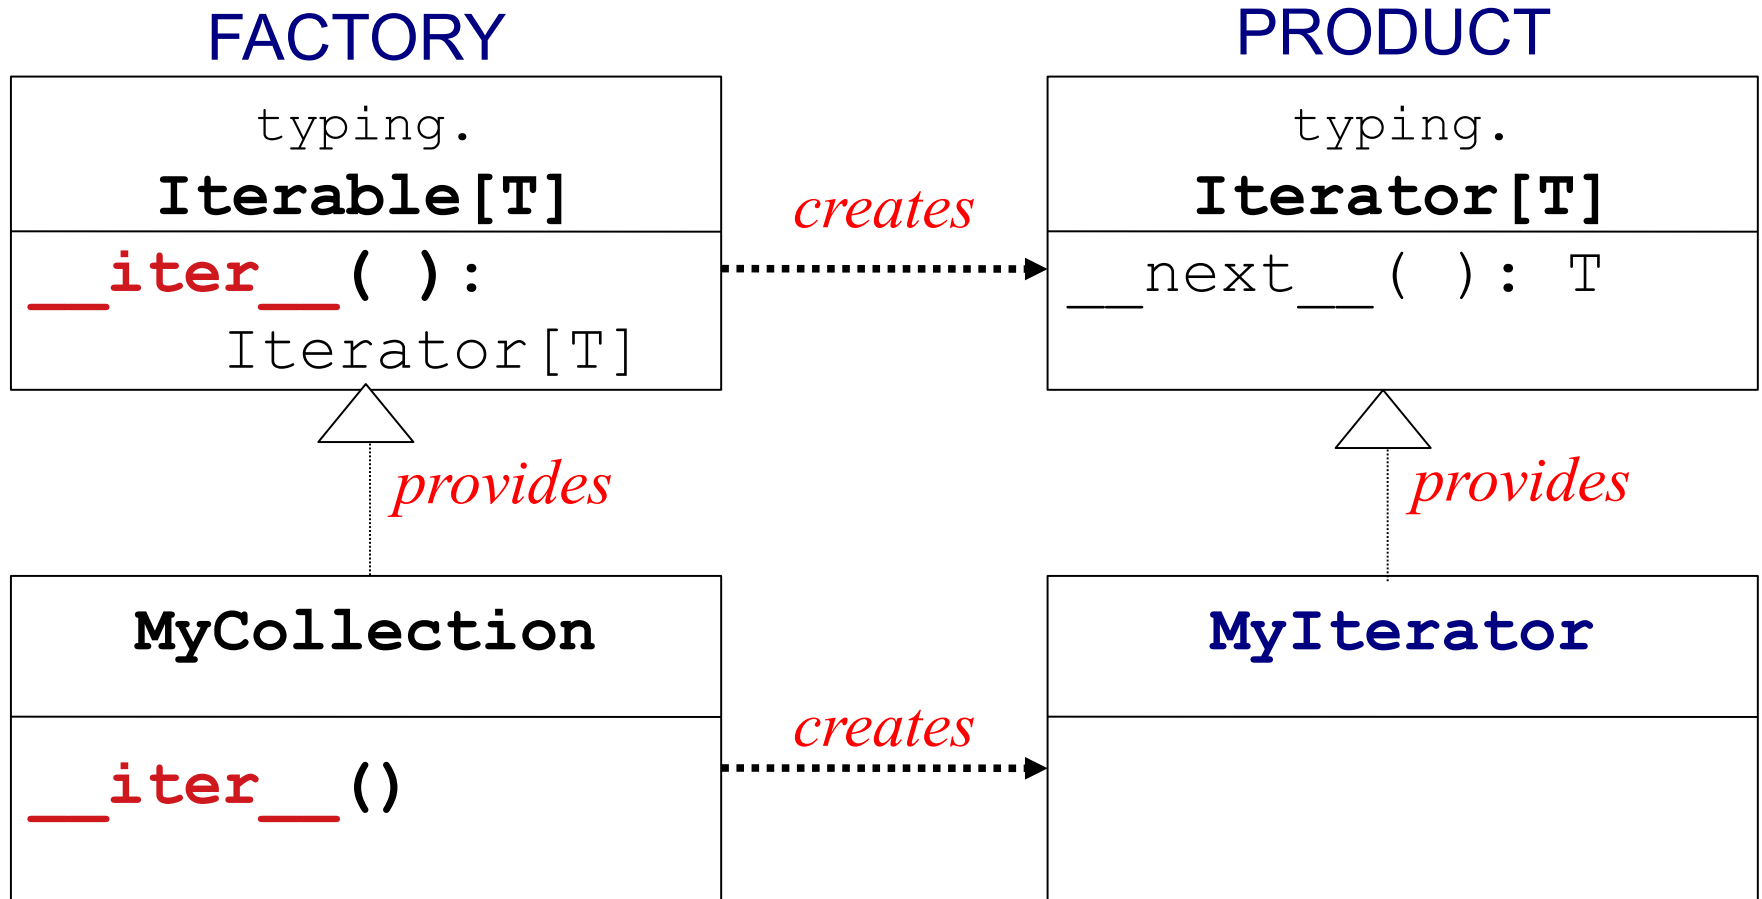 FACTORY
PRODUCT
typing.
Iterable[T]
__iter__( ):
Iterator[T]
creates
typing.
Iterator[T]
__next__( ): T
provides
provides
MyCollection
__iter__()
creates
MyIterator